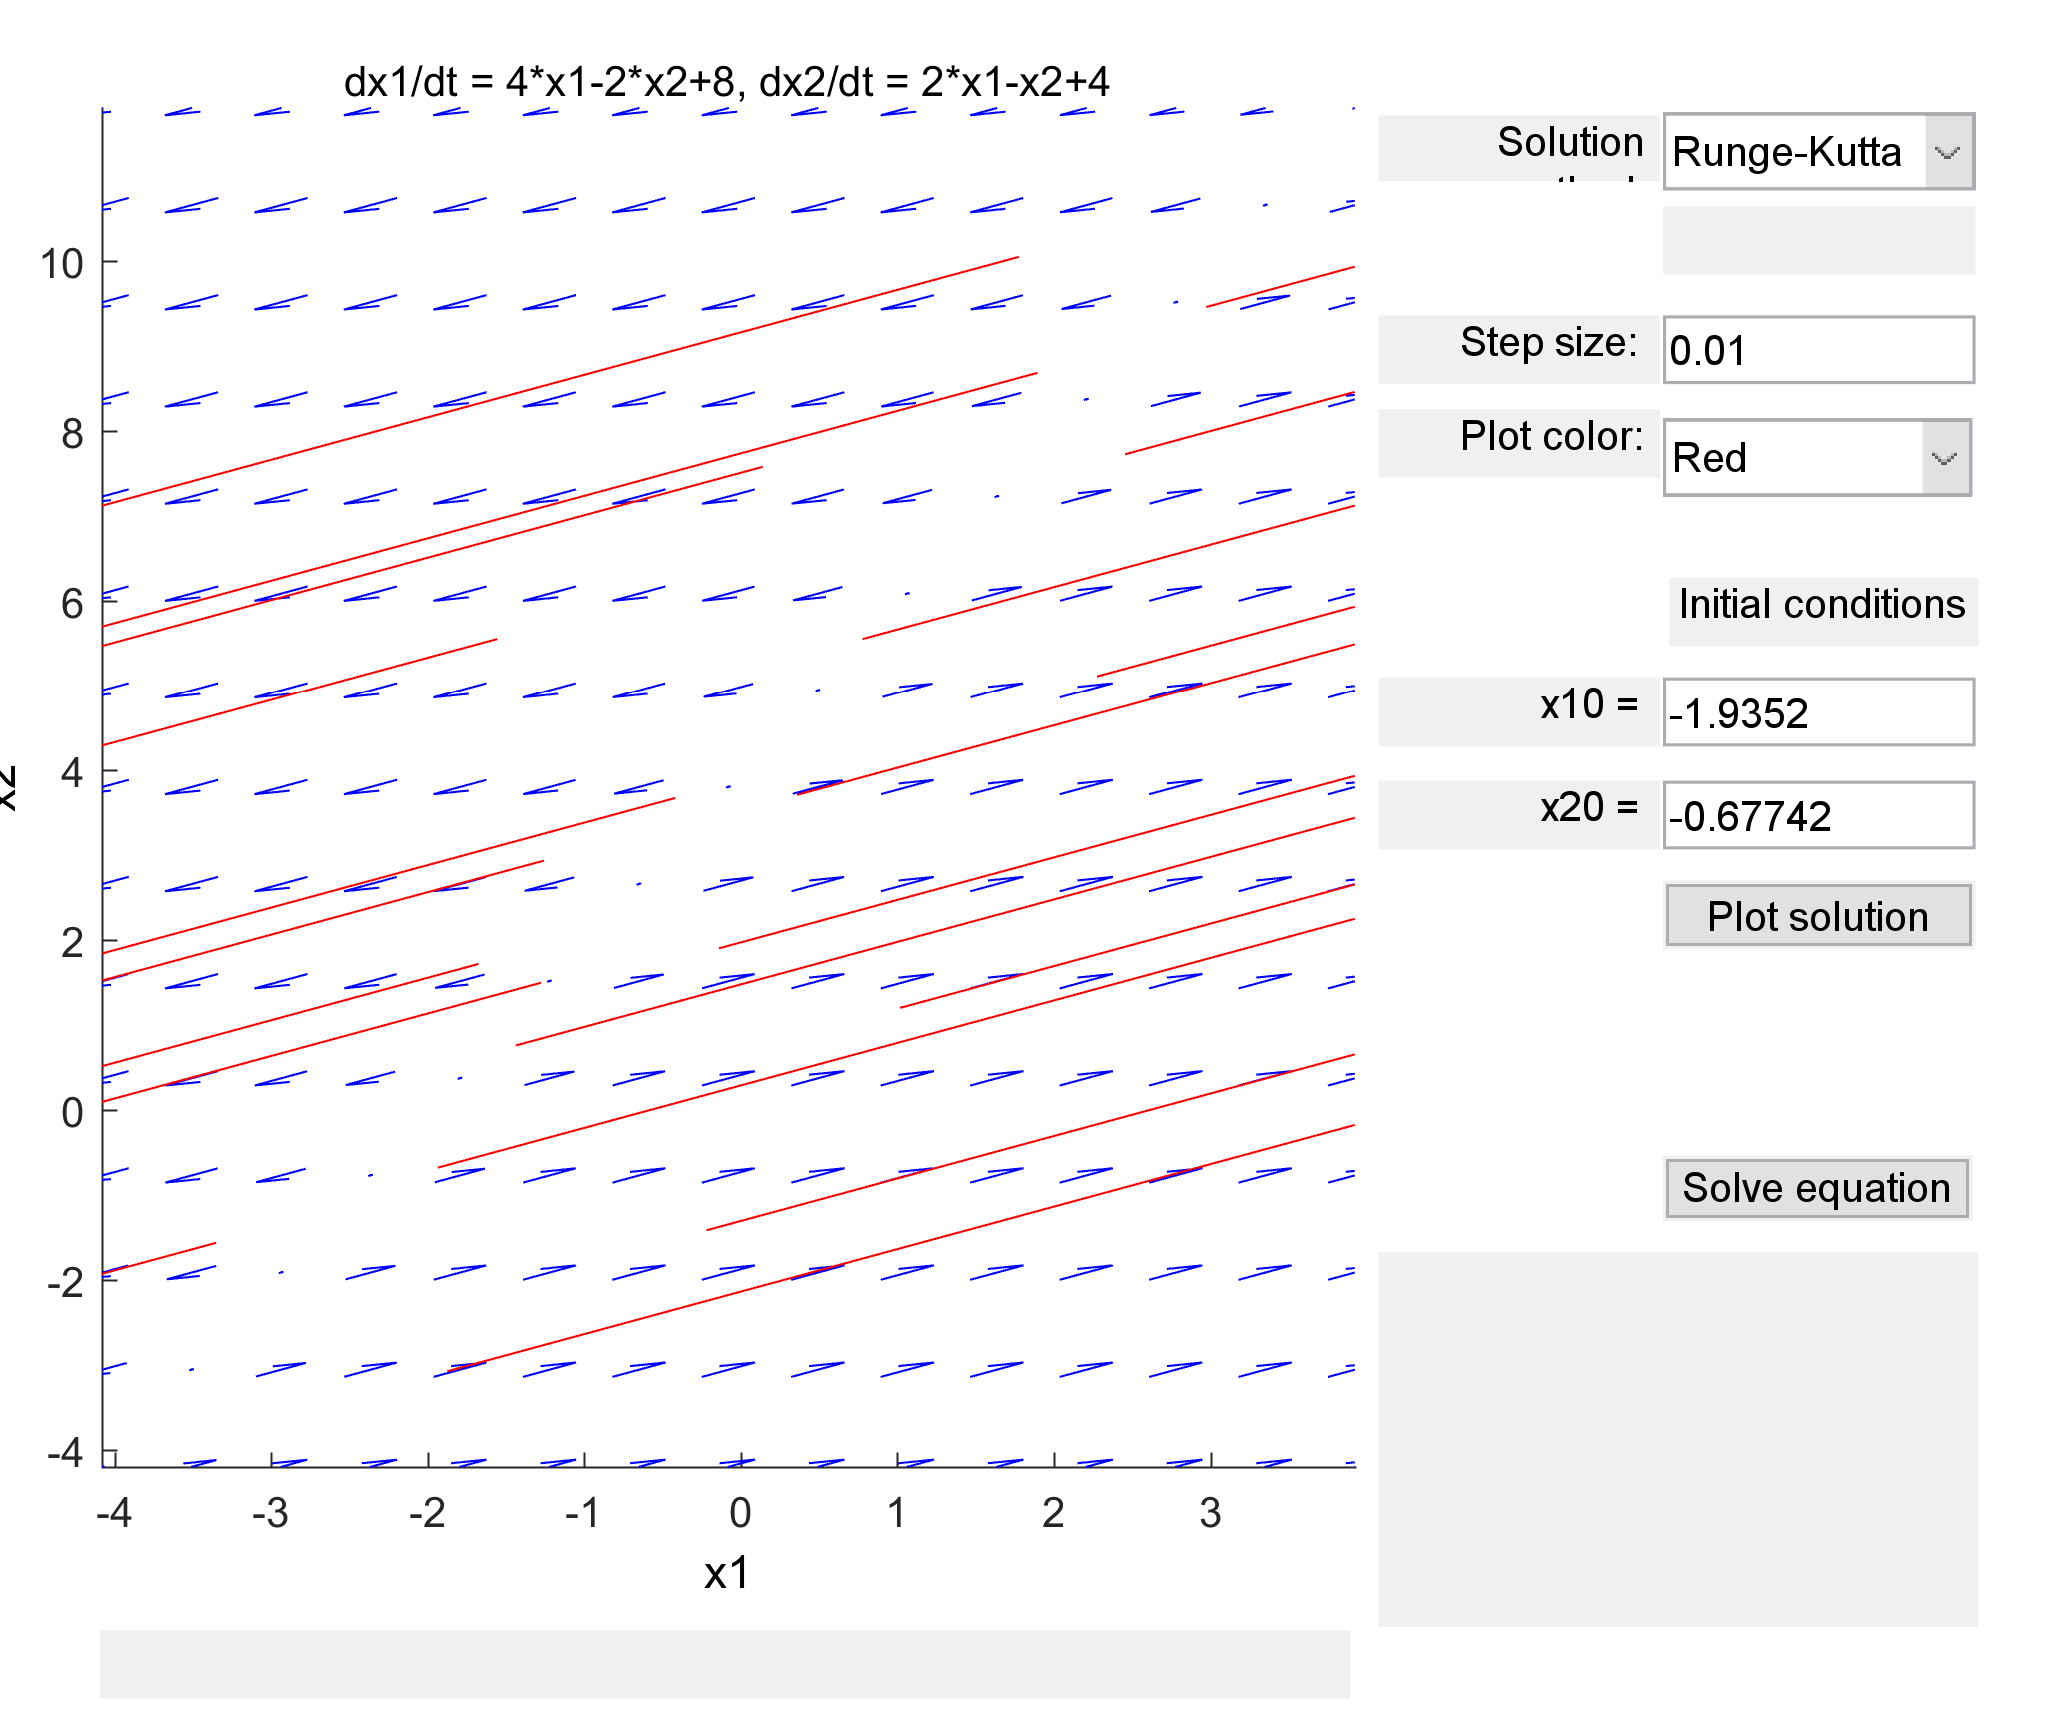 dx1/dt = 4*x1-2*x2+8, dx2/dt = 2*x1-x2+4
10
8
6
4
2
0
-2
-4
x2
-4 -3 -2 -1 0 1 2 3
x1
Solution
Runge-Kutta
Step size: 0.01
Plot color: Red
Initial conditions
x10 = -1.9352
x20 = -0.67742
Plot solution
Solve equation